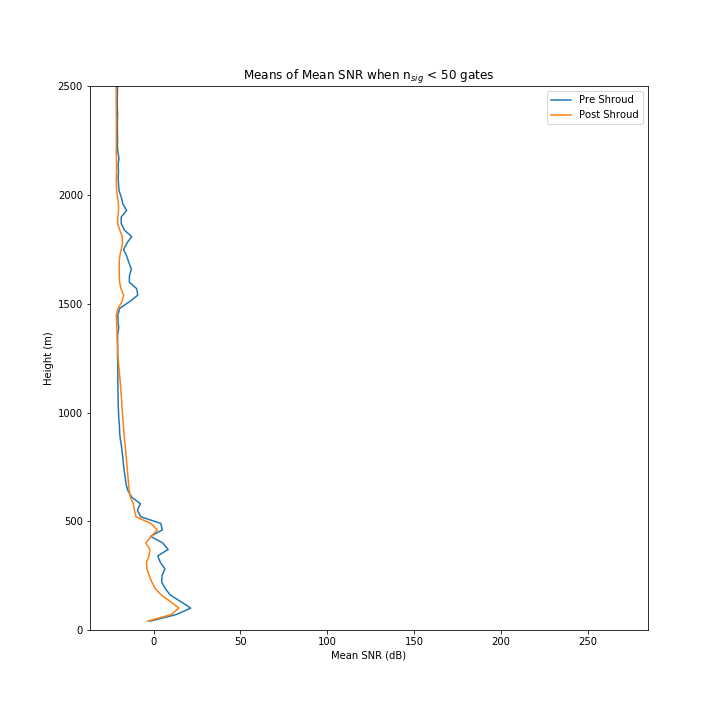 Means of Mean SNR when n_sig < 50 gates
Pre Shroud
Post Shroud
2500
2000
1500
1000
500
0
Height (m)
0 50 100 150 200 250
Mean SNR (dB)